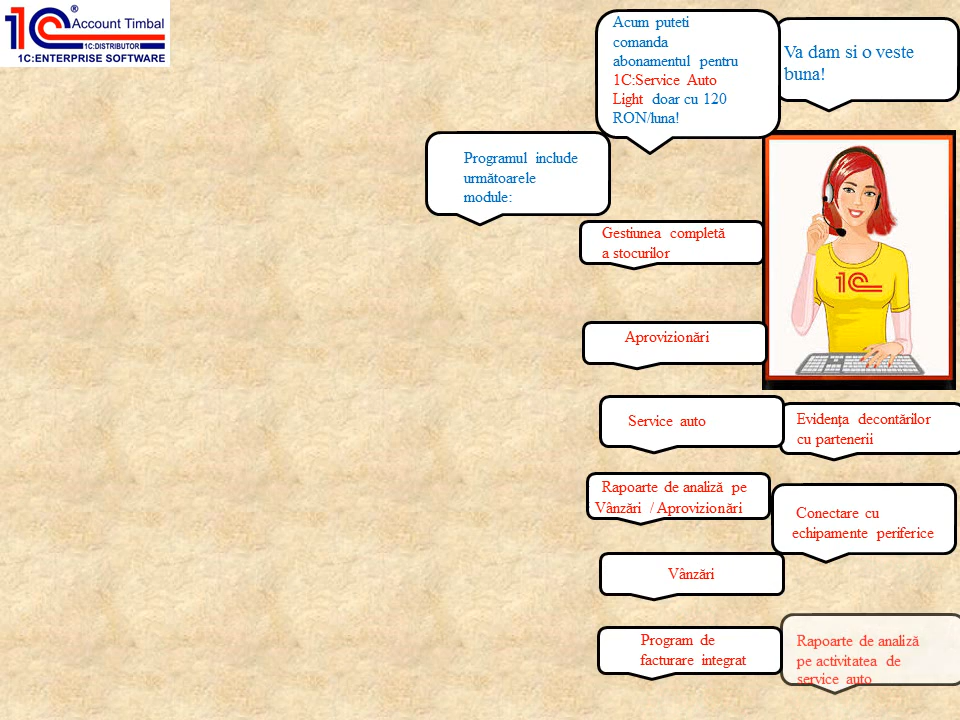 1C® Account Timbal
1C:DISTRIBUTOR
1C:ENTERPRISE SOFTWARE
Va dam si o veste
buna!
Acum puteti
comanda
abonamentul pentru
1C:Service Auto
Light doar cu 120
RON/luna!
Programul include
următoarele
module:
Gestiunea completă
a stocurilor
1C
Aprovizionări
Service auto
Evidenţa decontărilor
cu partenerii
Rapoarte de analiză pe
Vânzări / Aprovizionări
Conectare cu
echipamente periferice
Vânzări
Program de
facturare integrat
Rapoarte de analiză
pe activitatea de
service auto